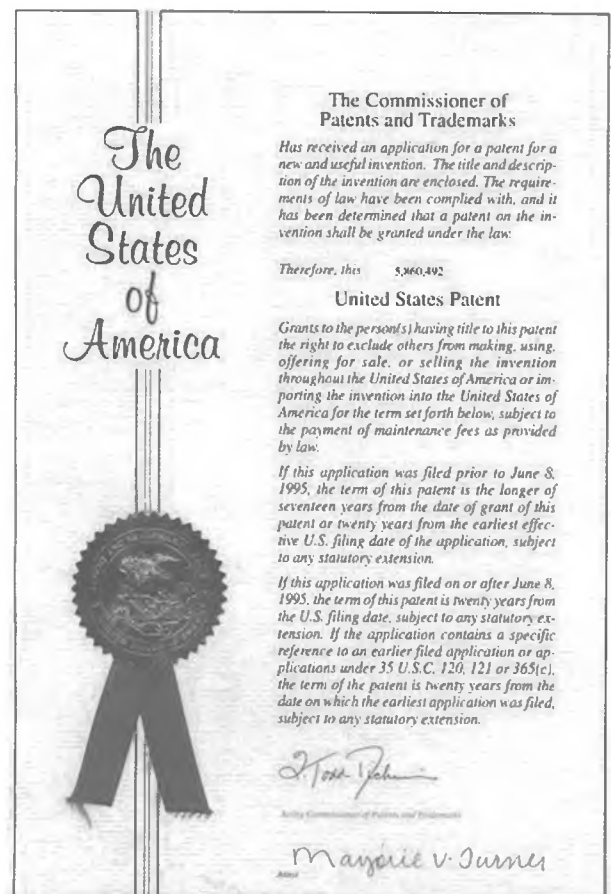 The
United
States
of
America
The Commissioner of
Patents and Trademarks
Has received an application for a patent for a
new and useful invention. The title and descrip-
tion of the invention are enclosed. The require-
ments of law have been complied with, and it
has been determined that a patent on the in-
vention shall be granted under the law.
Therefore, this 5,860,492
United States Patent
Grants to the person(s) having title to this patent
the right to exclude others from making, using,
offering for sale, or selling the invention
throughout the United States of America or im-
porting the invention into the United States of
America for the term set forth below, subject to
the payment of maintenance fees as provided
by law.
If this application was filed prior to June 8,
1995, the term of this patent is the longer of
seventeen years from the date of grant of this
patent or twenty years from the earliest effec-
tive U.S. filing date of the application, subject
to any statutory extension.
If this application was filed on or after June 8,
1995, the term of this patent is twenty years from
the U.S. filing date, subject to any statutory ex-
tension. If the application contains a specific
reference to an earlier filed application or ap-
plications under 35 U.S.C. 120, 121 or 365(c),
the term of the patent is twenty years from the
date on which the earliest application was filed,
subject to any statutory extension.
Acting Commissioner of Patents and Trademarks
Marjorie V. Turner
Attest